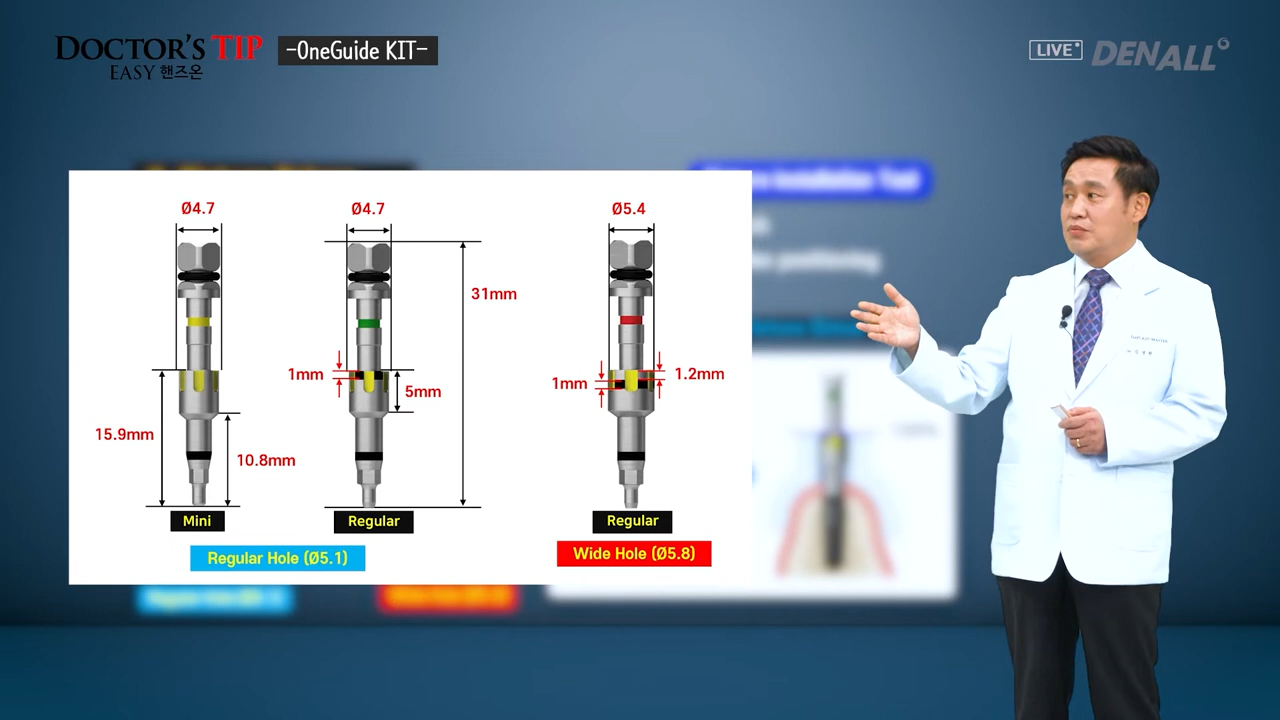 DOCTOR'S TIP
EASY 핸즈온
-OneGuide KIT-
LIVE
DENALL
Ø4.7
Ø4.7
Ø5.4
31mm
1mm
5mm
1mm
1.2mm
15.9mm
10.8mm
Mini
Regular
Regular
Regular Hole (Ø5.1)
Wide Hole (Ø5.8)